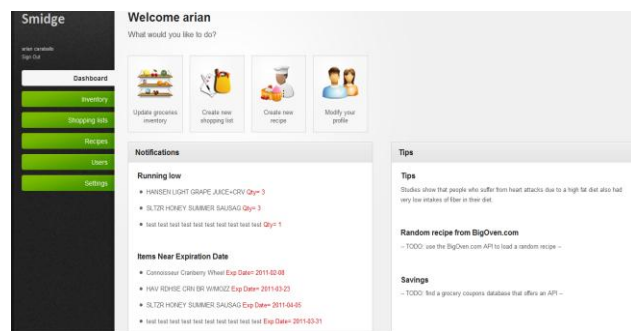 Smidge
arian carabello
Sign Out
Dashboard
Inventory
Shopping lists
Recipes
Users
Settings
Welcome arian
What would you like to do?
Update groceries
inventory
Create new
shopping list
Create new
recipe
Modify your
profile
Notifications
Running low
HANSEN LIGHT GRAPE JUICE+CRV Qty= 3
SLTZR HONEY SUMMER SAUSAG Qty= 3
test test test test test test test test test test Qty= 1
Items Near Expiration Date
Connoisseur Cranberry Wheat Exp Date= 2011-02-08
HAV RDHSE CRN BR W/MOZZ Exp Date= 2011-03-23
SLTZR HONEY SUMMER SAUSAG Exp Date= 2011-04-05
test test test test test test test test test test Exp Date= 2011-03-31
Tips
Tips
Studies show that people who suffer from heart attacks due to a high fat diet also had
very low intakes of fiber in their diet.
Random recipe from BigOven.com
-- TODO: use the BigOven.com API to load a random recipe --
Savings
-- TODO: find a grocery coupons database that offers an API --